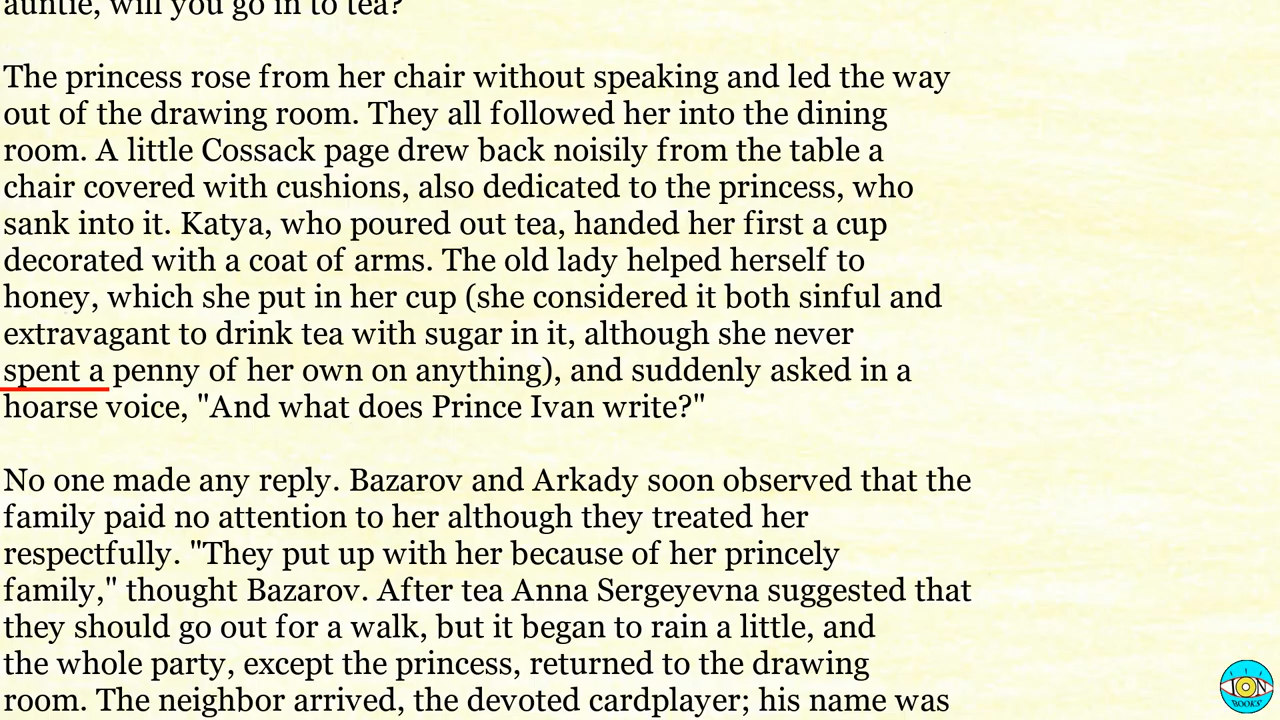 auntie, will you go in to tea?
The princess rose from her chair without speaking and led the way
out of the drawing room. They all followed her into the dining
room. A little Cossack page drew back noisily from the table a
chair covered with cushions, also dedicated to the princess, who
sank into it. Katya, who poured out tea, handed her first a cup
decorated with a coat of arms. The old lady helped herself to
honey, which she put in her cup (she considered it both sinful and
extravagant to drink tea with sugar in it, although she never
spent a penny of her own on anything), and suddenly asked in a
hoarse voice, "And what does Prince Ivan write?"
No one made any reply. Bazarov and Arkady soon observed that the
family paid no attention to her although they treated her
respectfully. "They put up with her because of her princely
family," thought Bazarov. After tea Anna Sergeyevna suggested that
they should go out for a walk, but it began to rain a little, and
the whole party, except the princess, returned to the drawing
room. The neighbor arrived, the devoted cardplayer; his name was
ION
BOOKS